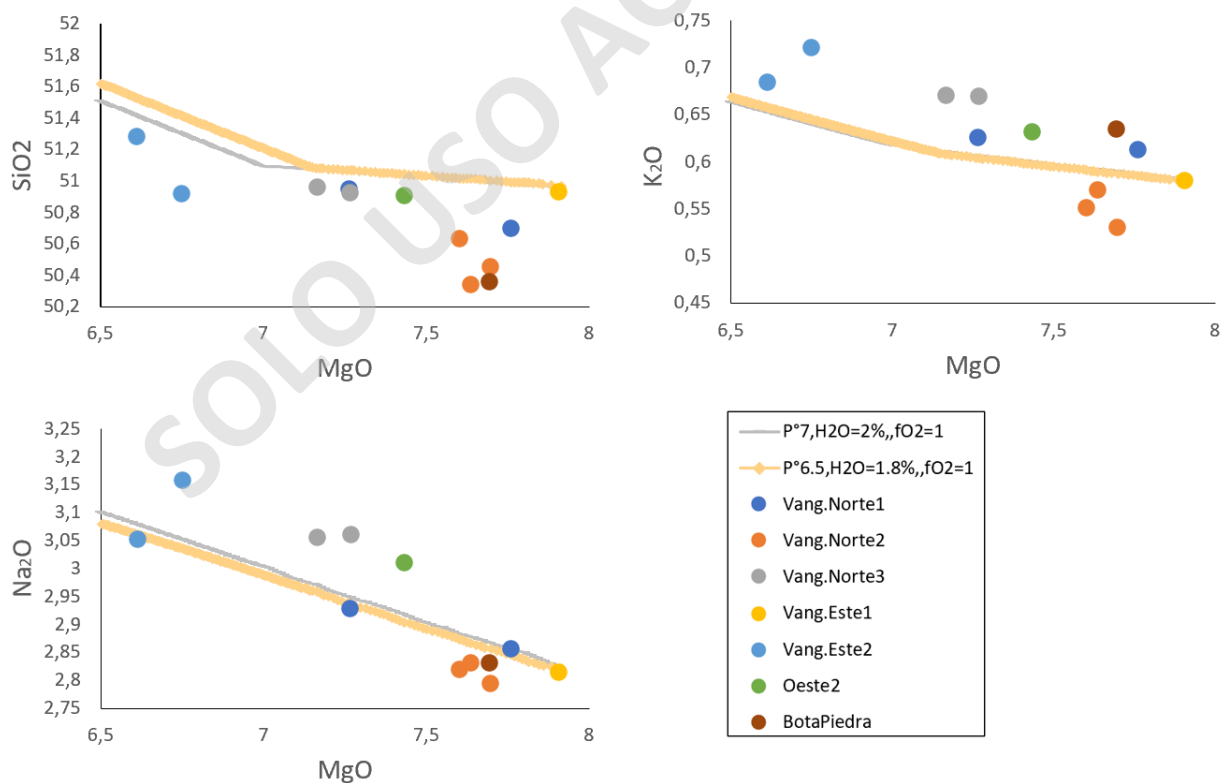 52
51,8
51,6
51,4
51,2
51
50,8
50,6
50,4
50,2
SiO2
6,5 7 7,5 8
MgO
0,75
0,7
0,65
0,6
0,55
0,5
0,45
K₂O
6,5 7 7,5 8
MgO
3,25
3,2
3,15
3,1
3,05
3
2,95
2,9
2,85
2,8
2,75
Na₂O
6,5 7 7,5 8
MgO
P°7,H2O=2%,,fO2=1
P°6.5,H2O=1.8%,,fO2=1
Vang.Norte1
Vang.Norte2
Vang.Norte3
Vang.Este1
Vang.Este2
Oeste2
BotaPiedra
SOLO USO